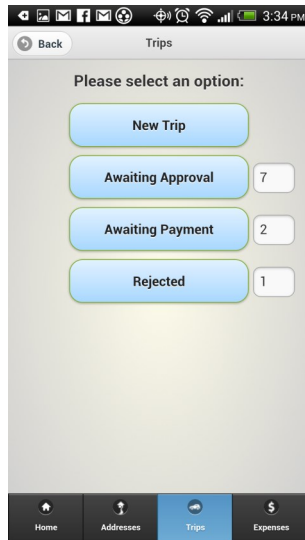 3:34 PM
Back
Trips
Please select an option:
New Trip
Awaiting Approval 7
Awaiting Payment 2
Rejected 1
Home Addresses Trips Expenses